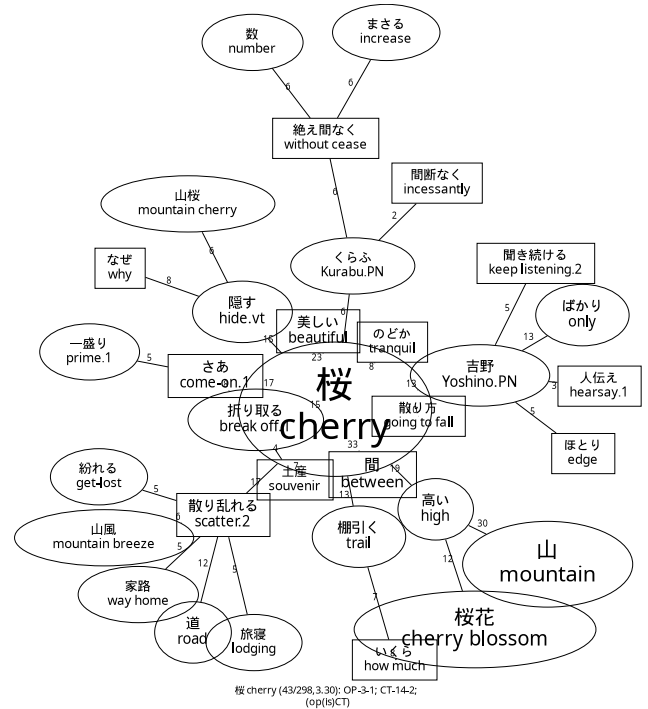 数
number
まさる
increase
6
6
絶え間なく
without cease
間断なく
incessantly
6
2
山桜
mountain cherry
くらふ
Kurabu.PN
なぜ
why
聞き続ける
keep listening.2
6
8
隠す
hide.vt
ばかり
only
5
美しい
beautiful
6
のどか
tranquil
13
一盛り
prime.1
16
23
5
さあ
come-on.1
8
吉野
Yoshino.PN
人伝え
hearsay.1
17
桜
cherry
13
折り取る
break off.1
15
散り方
going to fall
5
33
ほとり
edge
4
7
土産
souvenir
間
between
19
紛れる
get-lost
17
13
5
散り乱れる
scatter.2
高い
high
山風
mountain breeze
6
棚引く
trail
30
5
山
mountain
12
5
12
家路
way home
7
道
road
旅寝
lodging
桜花
cherry blossom
いくら
how much
桜 cherry (43/298,3.30): OP-3-1; CT-14-2;
(op(is)CT)